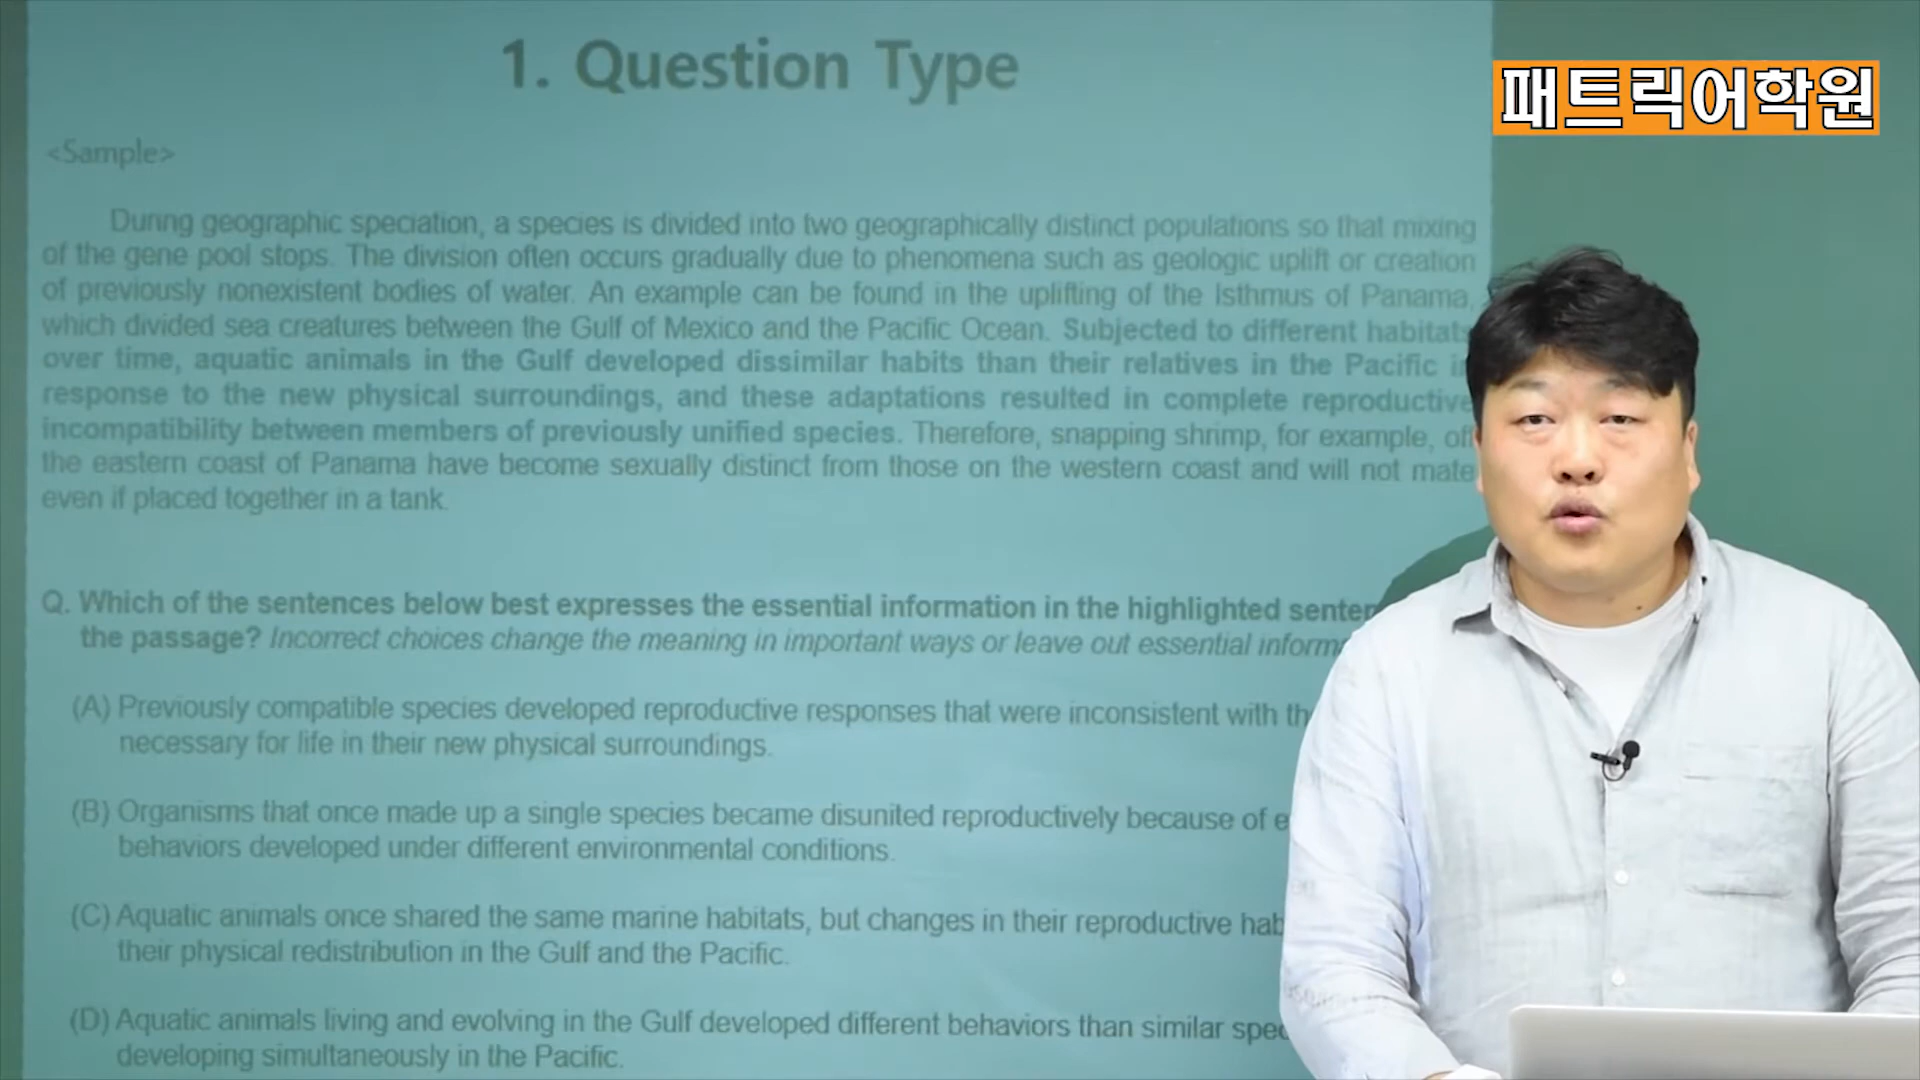 1. Question Type
패트릭어학원
<Sample>
During geographic speciation, a species is divided into two geographically distinct populations so that mixing
of the gene pool stops. The division often occurs gradually due to phenomena such as geologic uplift or creation
of previously nonexistent bodies of water. An example can be found in the uplifting of the Isthmus of Panama,
which divided sea creatures between the Gulf of Mexico and the Pacific Ocean. Subjected to different habitats
over time, aquatic animals in the Gulf developed dissimilar habits than their relatives in the Pacific in
response to the new physical surroundings, and these adaptations resulted in complete reproductive
incompatibility between members of previously unified species. Therefore, snapping shrimp, for example, off
the eastern coast of Panama have become sexually distinct from those on the western coast and will not mate
even if placed together in a tank.
Q. Which of the sentences below best expresses the essential information in the highlighted
the passage? Incorrect choices change the meaning in important ways or leave out essential
(A) Previously compatible species developed reproductive responses that were inconsistent with
necessary for life in their new physical surroundings.
(B) Organisms that once made up a single species became disunited reproductively because of
behaviors developed under different environmental conditions.
(C) Aquatic animals once shared the same marine habitats, but changes in their reproductive
their physical redistribution in the Gulf and the Pacific.
(D) Aquatic animals living and evolving in the Gulf developed different behaviors than similar
developing simultaneously in the Pacific.